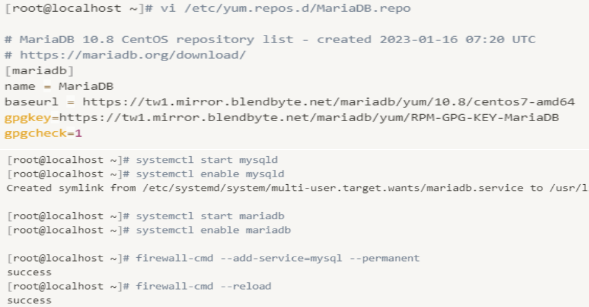 [root@localhost ~]# vi /etc/yum.repos.d/MariaDB.repo
# MariaDB 10.8 CentOS repository list - created 2023-01-16 07:20 UTC
# https://mariadb.org/download/
[mariadb]
name = MariaDB
baseurl = https://tw1.mirror.blendbyte.net/mariadb/yum/10.8/centos7-amd64
gpgkey=https://tw1.mirror.blendbyte.net/mariadb/yum/RPM-GPG-KEY-MariaDB
gpgcheck=1
[root@localhost ~]# systemctl start mysqld
[root@localhost ~]# systemctl enable mysqld
Created symlink from /etc/systemd/system/multi-user.target.wants/mariadb.service to /usr/l
[root@localhost ~]# systemctl start mariadb
[root@localhost ~]# systemctl enable mariadb
[root@localhost ~]# firewall-cmd --add-service=mysql --permanent
success
[root@localhost ~]# firewall-cmd --reload
success